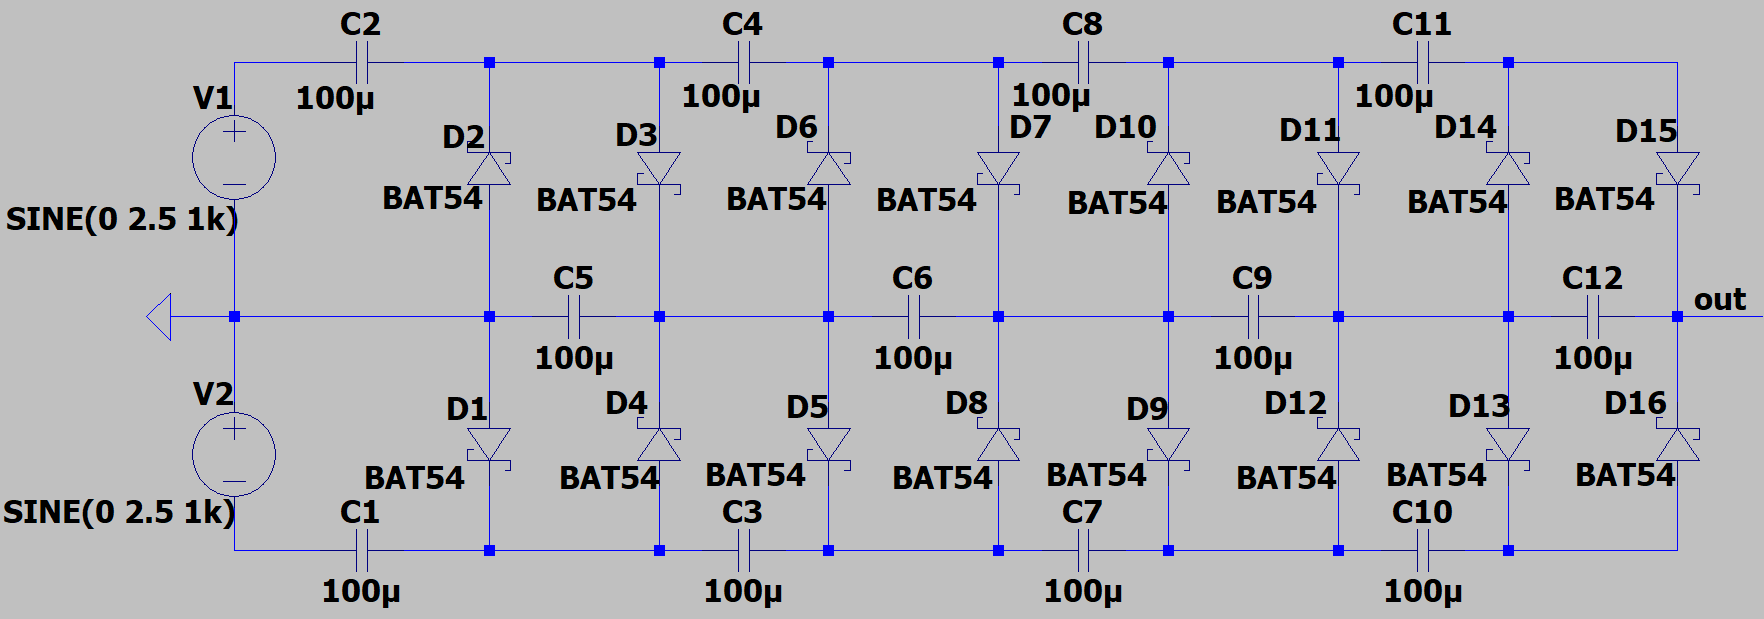 C2
C4
C8
C11
100µ
100µ
100µ
100µ
V1
D2
D3
D6
D7
D10
D11
D14
D15
BAT54
BAT54
BAT54
BAT54
BAT54
BAT54
BAT54
BAT54
SINE(0 2.5 1k)
C5
C6
C9
C12
out
100µ
100µ
100µ
100µ
V2
D1
D4
D5
D8
D9
D12
D13
D16
BAT54
BAT54
BAT54
BAT54
BAT54
BAT54
BAT54
BAT54
SINE(0 2.5 1k)
C1
C3
C7
C10
100µ
100µ
100µ
100µ